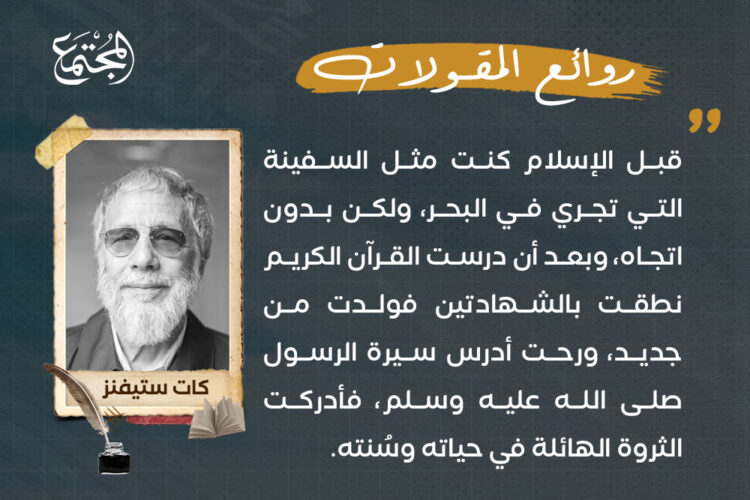 المجتمع
روائع المقولات
”
قبل الإسلام كنت مثل السفينة
التي تجري في البحر، ولكن بدون
اتجاه، وبعد أن درست القرآن الكريم
نطقت بالشهادتين فولدت من
جديد، ورحت أدرس سيرة الرسول
صلى الله عليه وسلم، فأدركت
الثروة الهائلة في حياته وسُنته.
كات ستيفنز